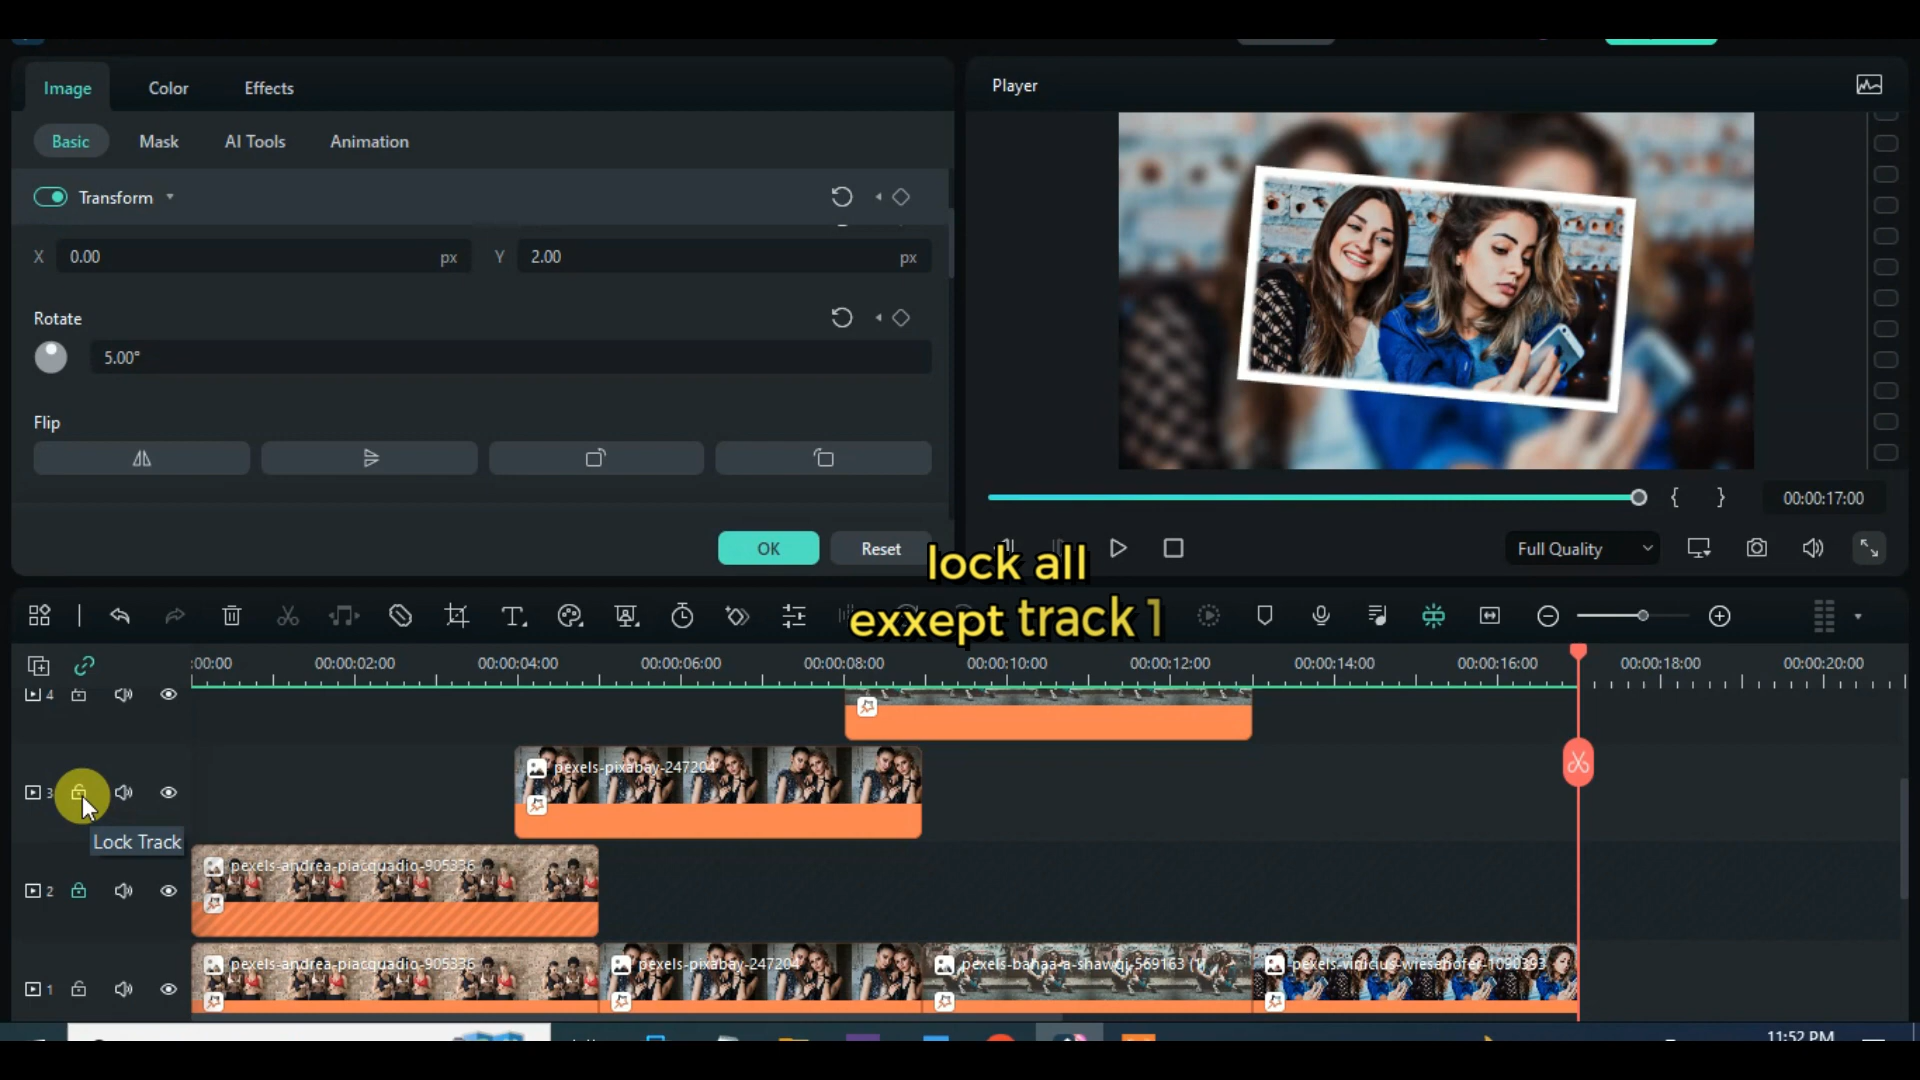 Image Color Effects
Player
Basic Mask AI Tools Animation
Transform
X 0.00 px Y 2.00 px
Rotate
5.00°
Flip
00:00:17:00
OK Reset
Full Quality
lock all
exxept track 1
:00:00 00:00:02:00 00:00:04:00 00:00:06:00 00:00:08:00 00:00:10:00 00:00:12:00 00:00:14:00 00:00:16:00 00:00:18:00 00:00:20:00
4
pexels-pixabay-247204
3
Lock Track
pexels-andrea-piacquadio-905336
2
pexels-andrea-piacquadio-905336 pexels-pixabay-247204 pexels-bahaa-a-shawqi-569163 (1) pexels-vinicius-wiesehofer-1090393
1
11:52 PM